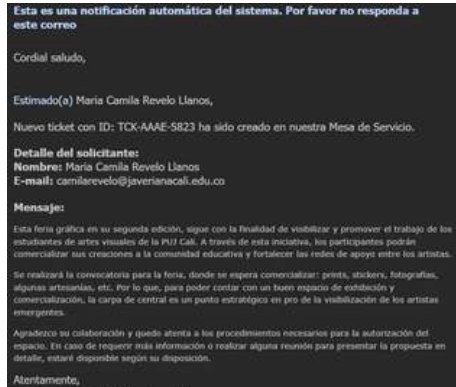 Esta es una notificación automática del sistema. Por favor no responda a
este correo
Cordial saludo,
Estimado(a) Maria Camila Revelo Llanos,
Nuevo ticket con ID: TCK-AAAE-5823 ha sido creado en nuestra Mesa de Servicio.
Detalle del solicitante:
Nombre: Maria Camila Revelo Llanos
E-mail: camilarevelo@javerianacali.edu.co
Mensaje:
Esta feria gráfica en su segunda edición, sigue con la finalidad de visibilizar y promover el trabajo de los
estudiantes de artes visuales de la PUJ Cali. A través de esta iniciativa, los participantes podrán
comercializar sus creaciones a la comunidad educativa y fortalecer las redes de apoyo entre los artistas.
Se realizará la convocatoria para la feria, donde se espera comercializar: prints, stickers, fotografías,
algunas artesanías, etc. Por lo que, para poder contar con un buen espacio de exhibición y
comercialización, la carpa de central es un punto estratégico en pro de la visibilización de los artistas
emergentes.
Agradezco su colaboración y quedo atenta a los procedimientos necesarios para la autorización del
espacio. En caso de requerir más información o realizar alguna reunión para presentar la propuesta en
detalle, estaré disponible según su disposición.
Atentamente,